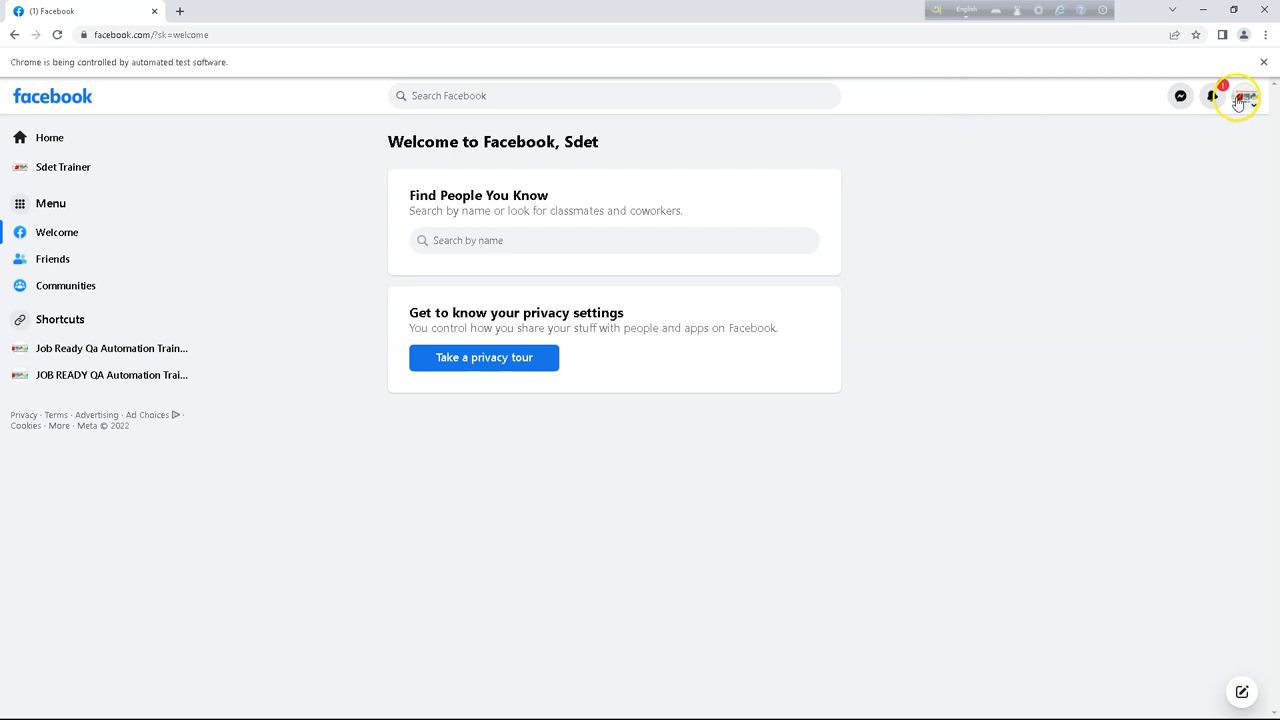 (1) Facebook
English
facebook.com/?sk=welcome
Chrome is being controlled by automated test software.
facebook
Search Facebook
1
Home
Sdet Trainer
Menu
Welcome
Friends
Communities
Shortcuts
Job Ready Qa Automation Train...
JOB READY QA Automation Trai...
Privacy · Terms · Advertising · Ad Choices ·
Cookies · More · Meta © 2022
Welcome to Facebook, Sdet
Find People You Know
Search by name or look for classmates and coworkers.
Search by name
Get to know your privacy settings
You control how you share your stuff with people and apps on Facebook.
Take a privacy tour